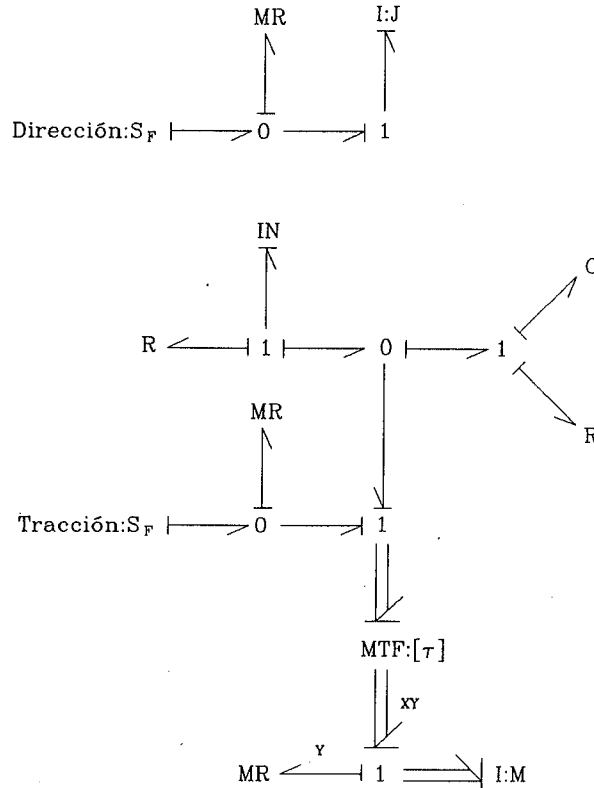 MR I:J
Dirección:S_F 0 1
IN
C
R 1 0 1
MR
R
Tracción:S_F 0 1
MTF:[τ]
XY
Y
MR 1 I:M